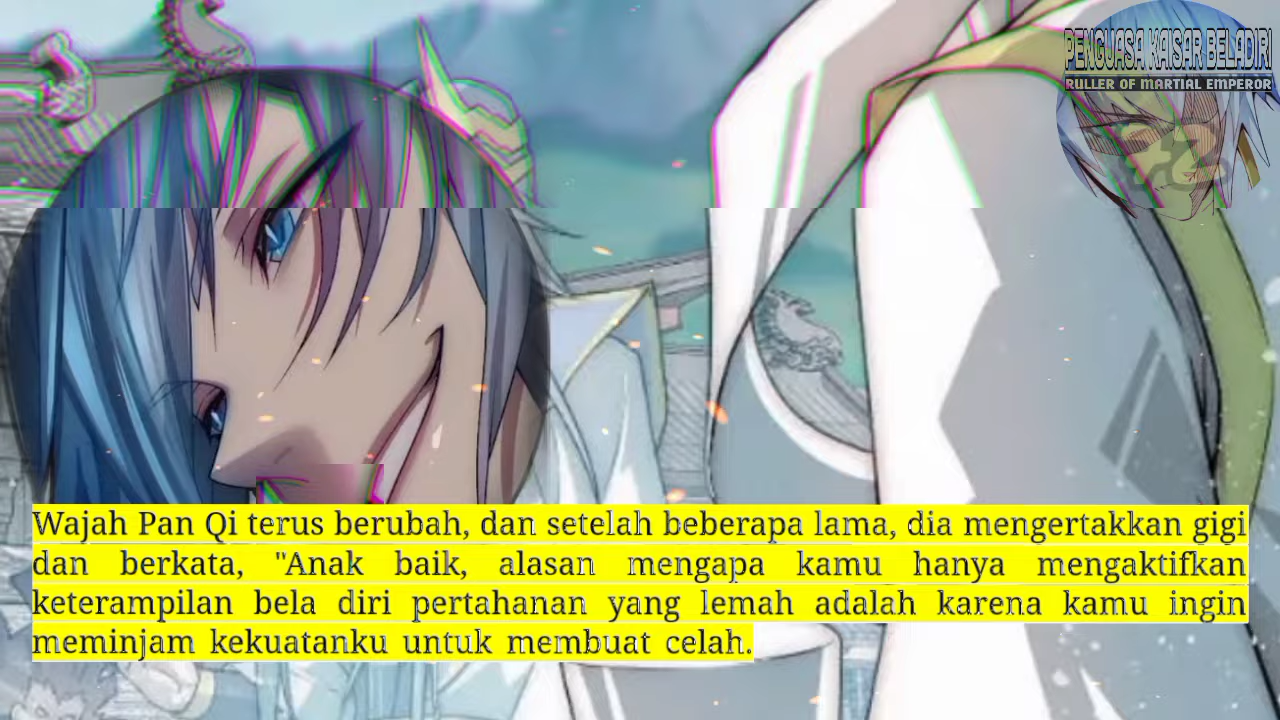 PENGUASA KAISAR BELADIRI
RULLER OF MARTIAL EMPEROR
Wajah Pan Qi terus berubah, dan setelah beberapa lama, dia mengertakkan gigi
dan berkata, "Anak baik, alasan mengapa kamu hanya mengaktifkan
keterampilan bela diri pertahanan yang lemah adalah karena kamu ingin
meminjam kekuatanku untuk membuat celah.